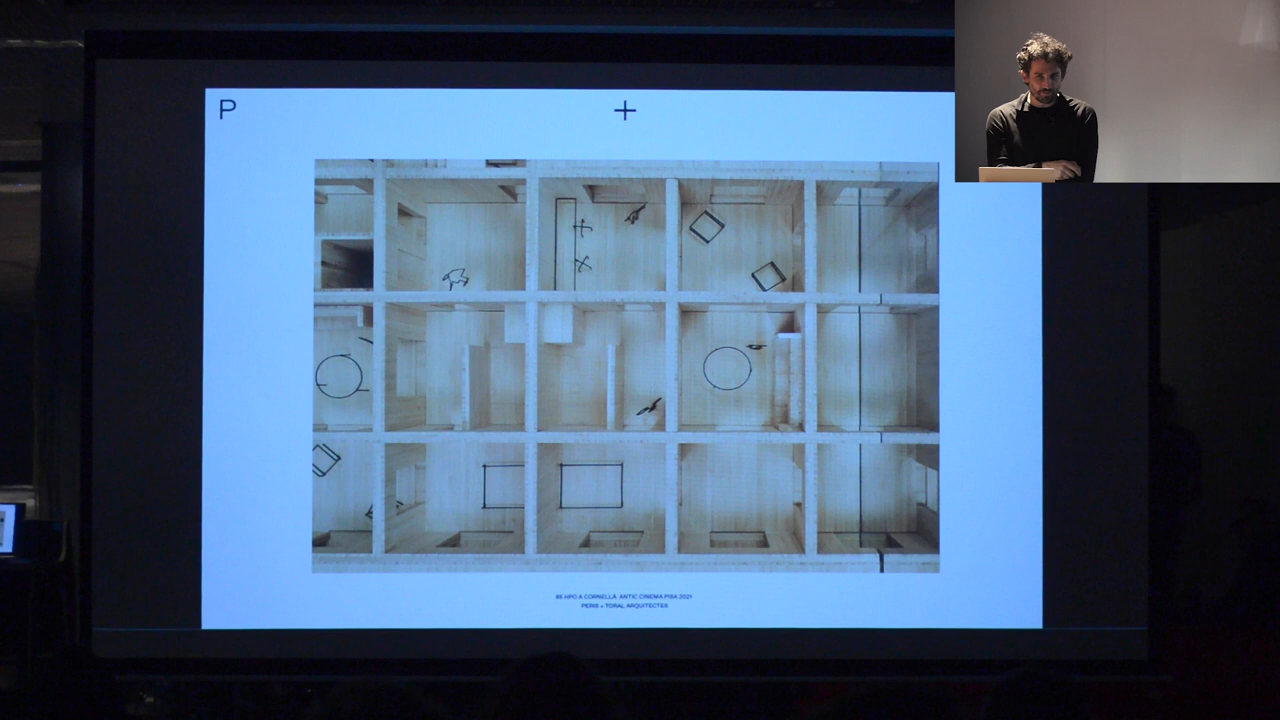 P
+
85 HPO A CORNELLÀ. ANTIC CINEMA PISA 2021
PERIS + TORAL ARQUITECTES